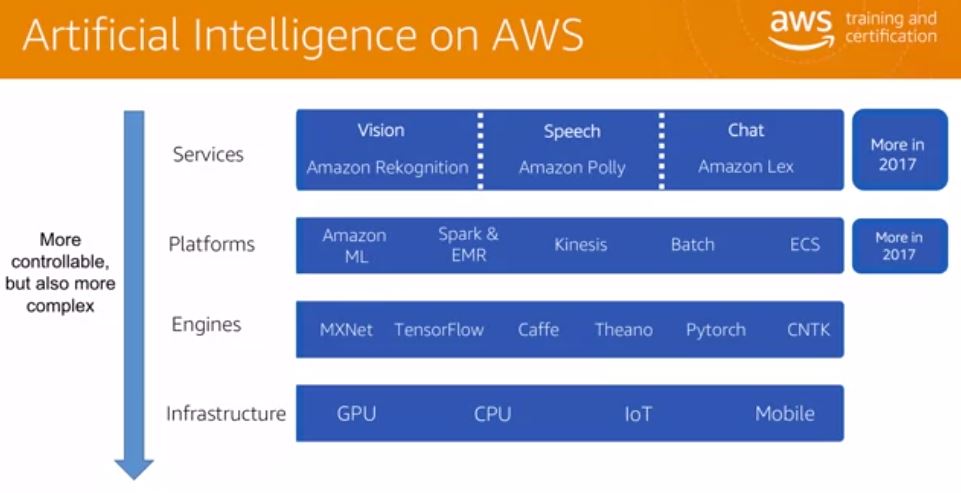 Artificial Intelligence on AWS
aws training and
certification
Services
Vision
Amazon Rekognition
Speech
Amazon Polly
Chat
Amazon Lex
More in
2017
More
controllable,
but also more
complex
Platforms
Amazon
ML
Spark &
EMR
Kinesis
Batch
ECS
More in
2017
Engines
MXNet
TensorFlow
Caffe
Theano
Pytorch
CNTK
Infrastructure
GPU
CPU
IoT
Mobile